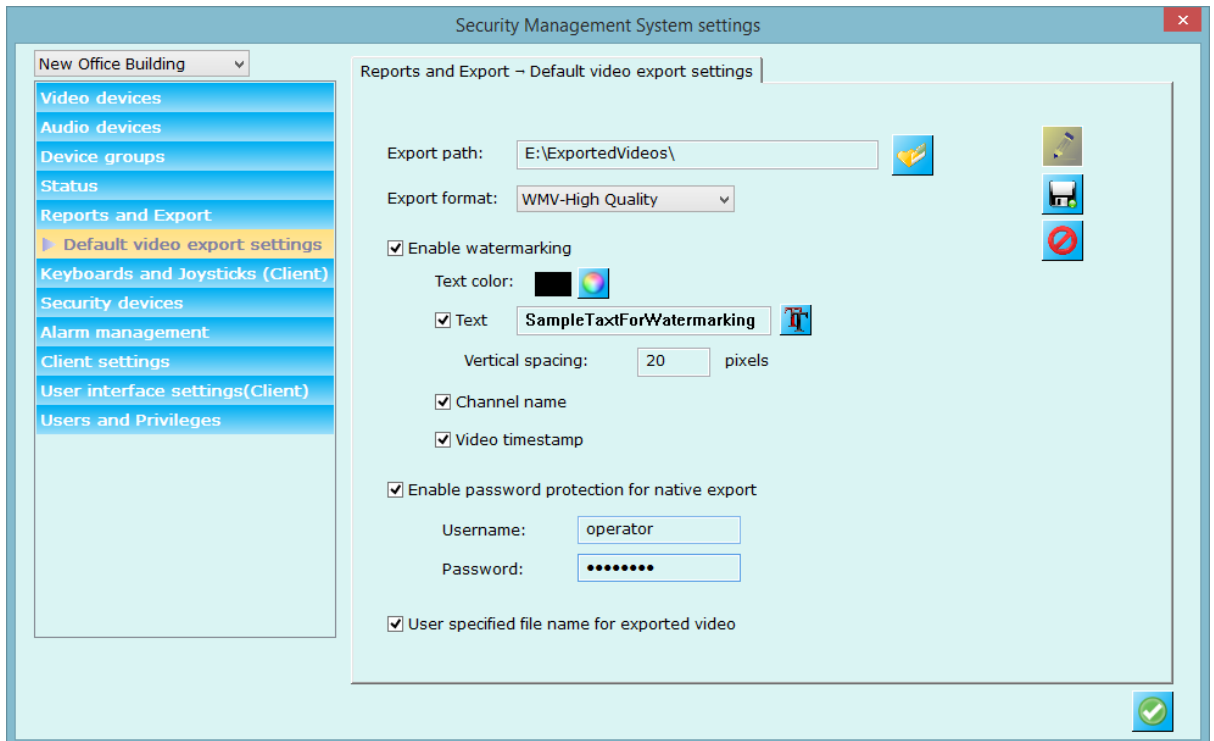 Security Management System settings
New Office Building
Video devices
Audio devices
Device groups
Status
Reports and Export
Default video export settings
Keyboards and Joysticks (Client)
Security devices
Alarm management
Client settings
User interface settings(Client)
Users and Privileges
Reports and Export → Default video export settings
Export path: E:\ExportedVideos\
Export format: WMV-High Quality
Enable watermarking
Text color:
Text SampleTaxtForWatermarking
Vertical spacing: 20 pixels
Channel name
Video timestamp
Enable password protection for native export
Username: operator
Password: ••••••••
User specified file name for exported video